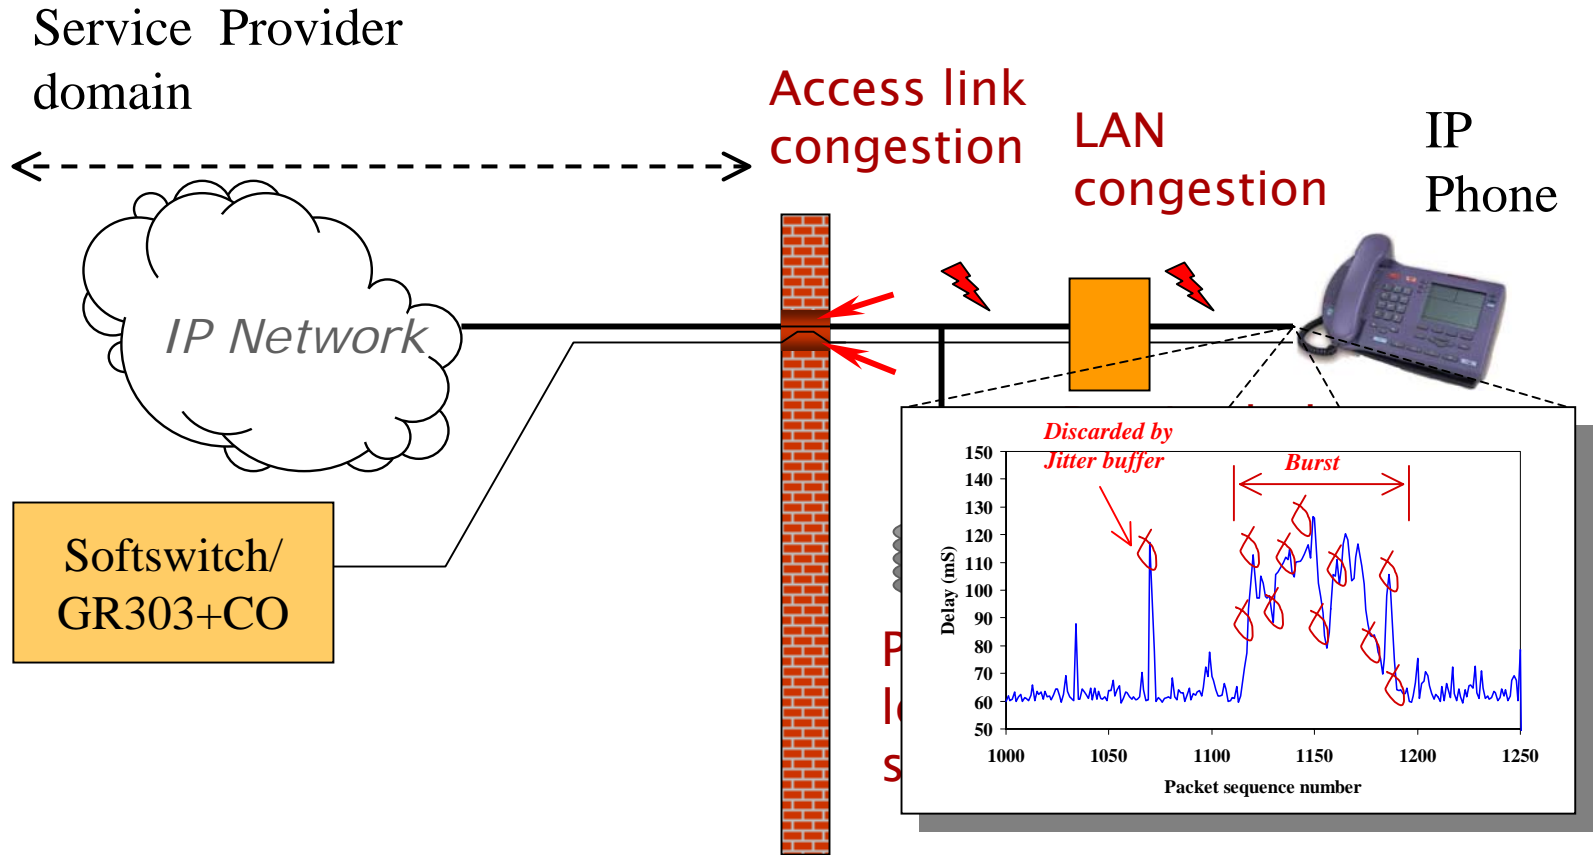 Service Provider
domain
Access link
congestion
LAN
congestion
IP
Phone
IP Network
Softswitch/
GR303+CO
Discarded by
Jitter buffer
Burst
150
140
130
120
110
100
90
80
70
60
50
Delay (mS)
1000
1050
1100
1150
1200
1250
Packet sequence number